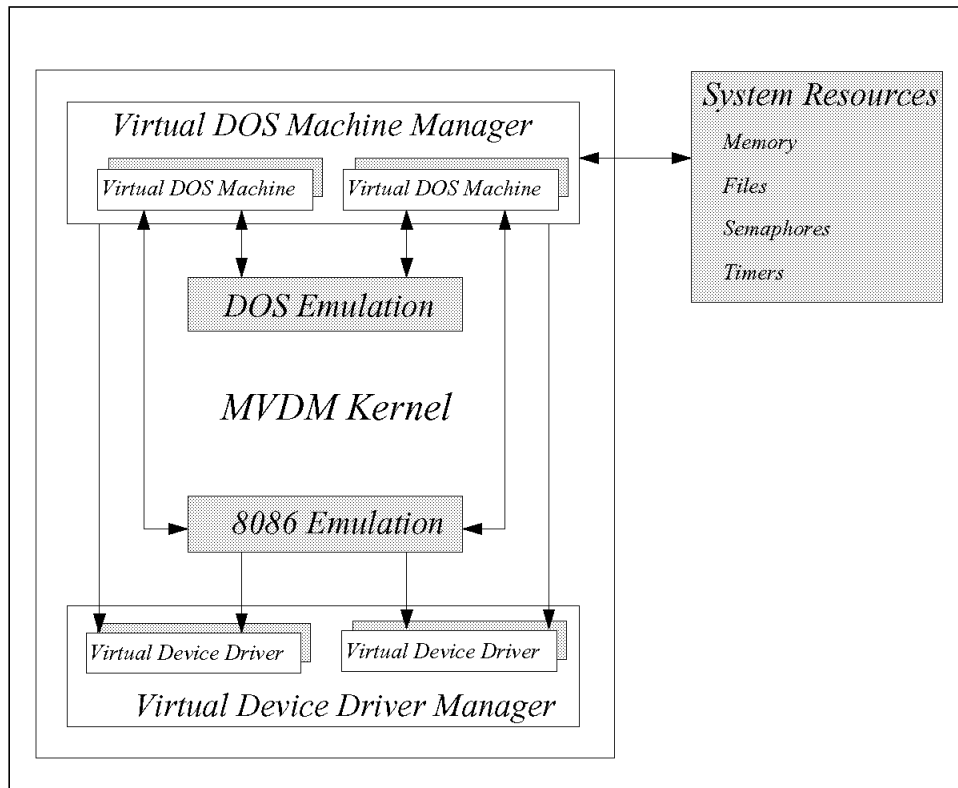 System Resources
Memory
Files
Semaphores
Timers
Virtual DOS Machine Manager
Virtual DOS Machine
Virtual DOS Machine
DOS Emulation
MVDM Kernel
8086 Emulation
Virtual Device Driver
Virtual Device Driver
Virtual Device Driver Manager